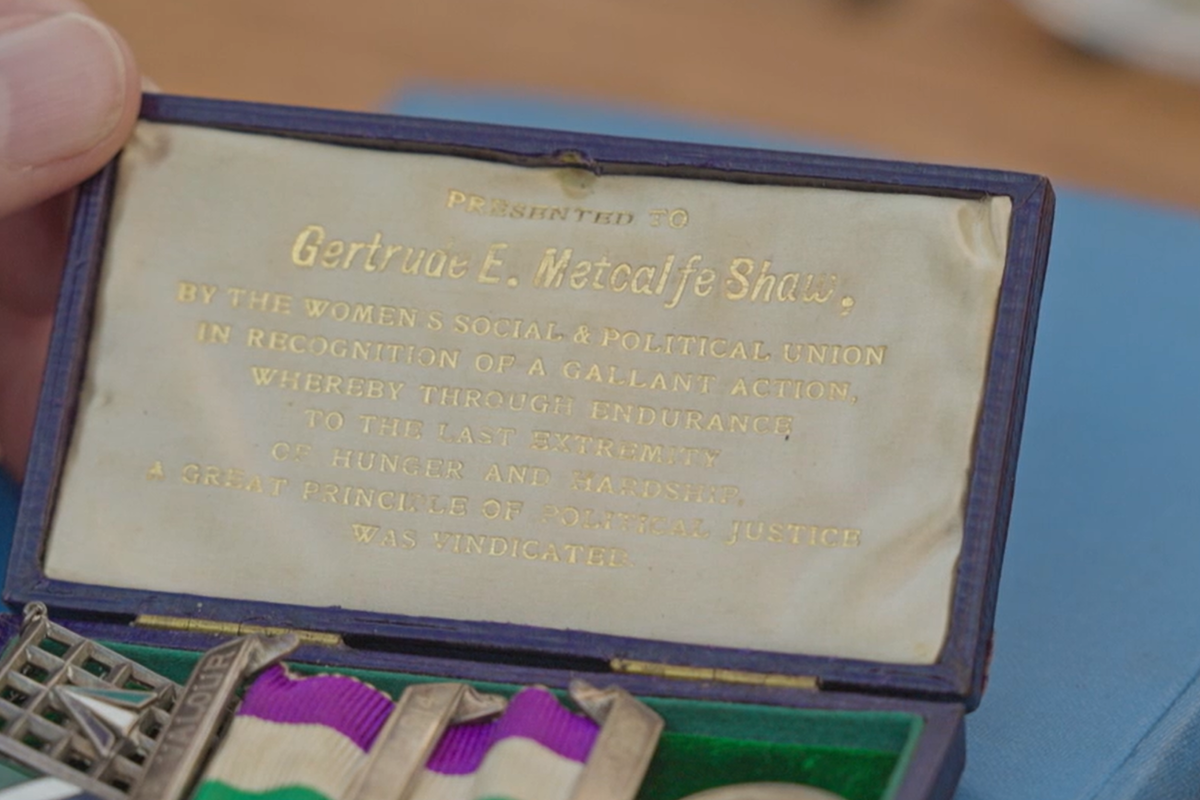 PRESENTED TO
Gertrude E. Metcalfe Shaw,
BY THE WOMEN'S SOCIAL & POLITICAL UNION
IN RECOGNITION OF A GALLANT ACTION,
WHEREBY THROUGH ENDURANCE
TO THE LAST EXTREMITY
OF HUNGER AND HARDSHIP,
A GREAT PRINCIPLE OF POLITICAL JUSTICE
WAS VINDICATED
VALOUR